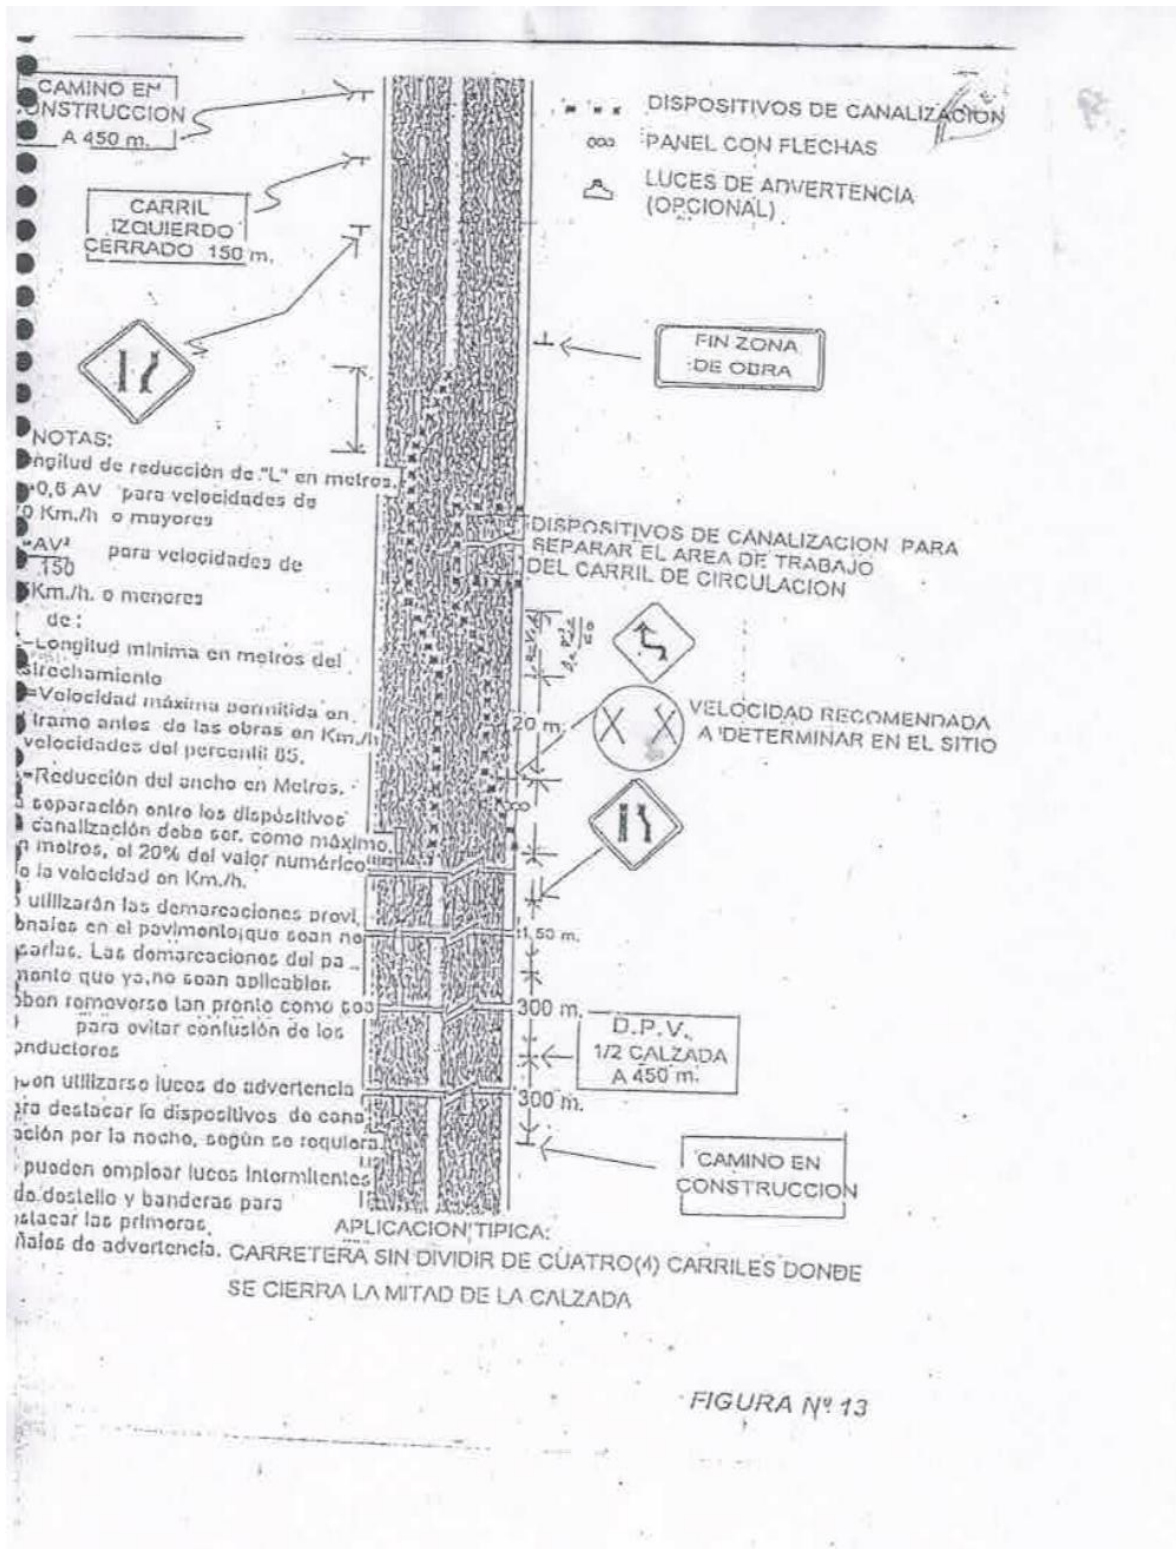 CAMINO EN
ONSTRUCCION
A 450 m.
CARRIL
IZQUIERDO
CERRADO 150 m.
DISPOSITIVOS DE CANALIZACION
PANEL CON FLECHAS
LUCES DE ADVERTENCIA
(OPCIONAL)
FIN ZONA
DE OBRA
NOTAS:
ngitud de reducción de "L" en metros.
0,6 AV para velocidades de
0 Km./h o mayores
AV²
150
para velocidades de
Km./h. o menores
de:
Longitud mínima en metros del
strechamiento
=Velocidad máxima permitida en
tramo antes de las obras en Km./h
velocidades del percentil 85.
=Reducción del ancho en Metros.
separación entre los dispositivos
canalización debe ser, como máximo,
n metros, el 20% del valor numérico
la velocidad en Km./h.
utilizarán las demarcaciones provi.
onales en el pavimento,que sean ne
sarias. Las demarcaciones del pa _
mento que ya,no sean aplicables
ben removerse tan pronto como sea
para evitar confusión de los
onductores
en utilizarse luces de advertencia
ra destacar lo dispositivos de cana
ación por la noche, según se requiera.
pueden emplear luces intermitentes
de destello y banderas para
stacar las primeras
ñales de advertencia.
DISPOSITIVOS DE CANALIZACION PARA
SEPARAR EL AREA DE TRABAJO
DEL CARRIL DE CIRCULACION
20 m.
VELOCIDAD RECOMENDADA
A DETERMINAR EN EL SITIO
1,50 m.
300 m.
D.P.V.
1/2 CALZADA
A 450 m.
300 m.
CAMINO EN
CONSTRUCCION
APLICACION TIPICA:
CARRETERA SIN DIVIDIR DE CUATRO(4) CARRILES DONDE
SE CIERRA LA MITAD DE LA CALZADA
FIGURA Nº 13